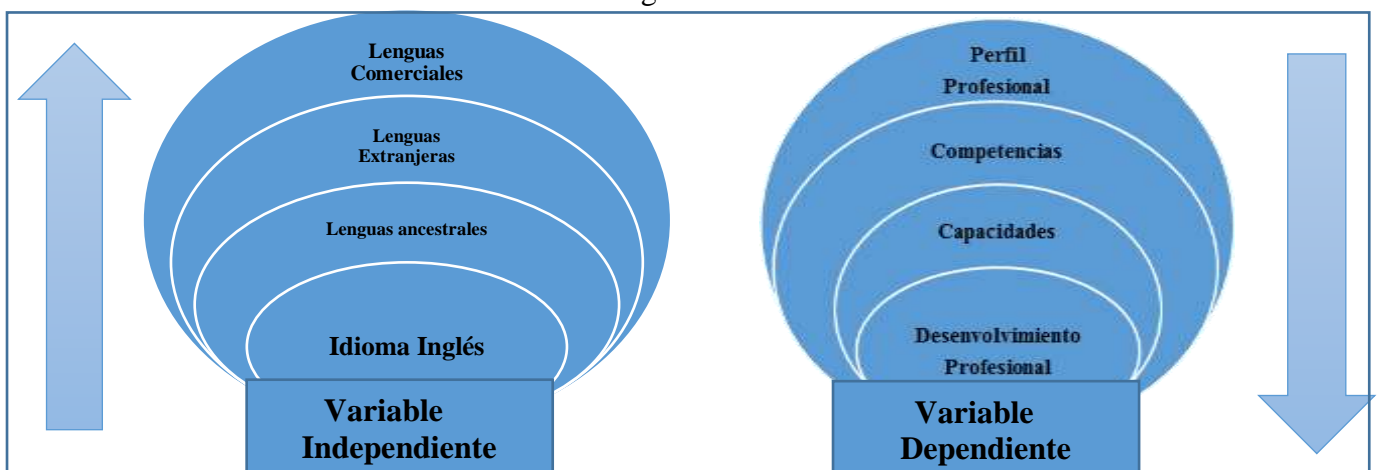 Lenguas
Comerciales
Lenguas
Extranjeras
Lenguas ancestrales
Idioma Inglés
Variable
Independiente
Perfil
Profesional
Competencias
Capacidades
Desenvolvimiento
Profesional
Variable
Dependiente